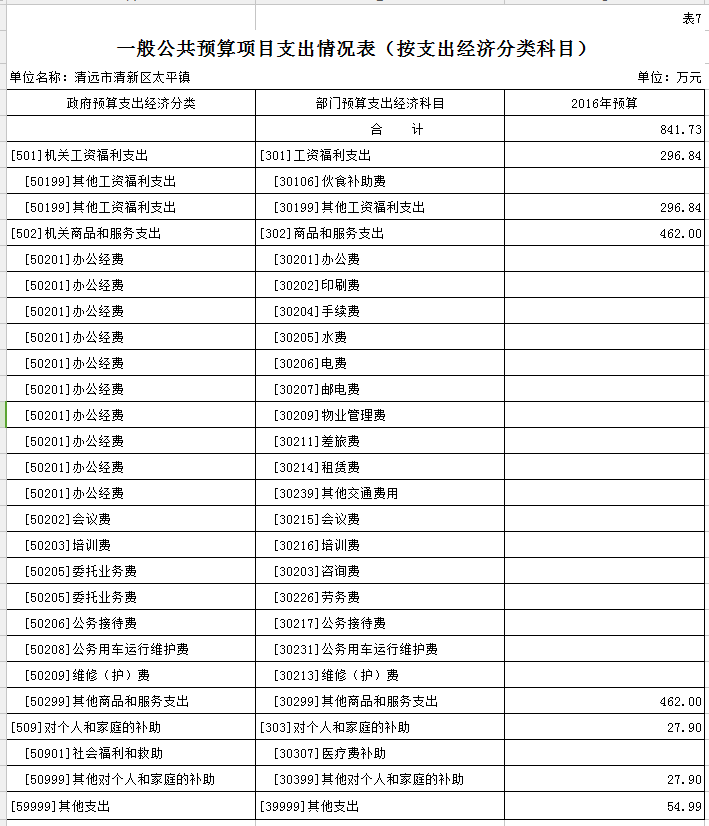 表7
一般公共预算项目支出情况表（按支出经济分类科目）
单位名称：清远市清新区太平镇 单位：万元
政府预算支出经济分类 部门预算支出经济科目 2016年预算
合 计 841.73
[501]机关工资福利支出 [301]工资福利支出 296.84
[50199]其他工资福利支出 [30106]伙食补助费
[50199]其他工资福利支出 [30199]其他工资福利支出 296.84
[502]机关商品和服务支出 [302]商品和服务支出 462.00
[50201]办公经费 [30201]办公费
[50201]办公经费 [30202]印刷费
[50201]办公经费 [30204]手续费
[50201]办公经费 [30205]水费
[50201]办公经费 [30206]电费
[50201]办公经费 [30207]邮电费
[50201]办公经费 [30209]物业管理费
[50201]办公经费 [30211]差旅费
[50201]办公经费 [30214]租赁费
[50201]办公经费 [30239]其他交通费用
[50202]会议费 [30215]会议费
[50203]培训费 [30216]培训费
[50205]委托业务费 [30203]咨询费
[50205]委托业务费 [30226]劳务费
[50206]公务接待费 [30217]公务接待费
[50208]公务用车运行维护费 [30231]公务用车运行维护费
[50209]维修（护）费 [30213]维修（护）费
[50299]其他商品和服务支出 [30299]其他商品和服务支出 462.00
[509]对个人和家庭的补助 [303]对个人和家庭的补助 27.90
[50901]社会福利和救助 [30307]医疗费补助
[50999]其他对个人和家庭的补助 [30399]其他对个人和家庭的补助 27.90
[59999]其他支出 [39999]其他支出 54.99